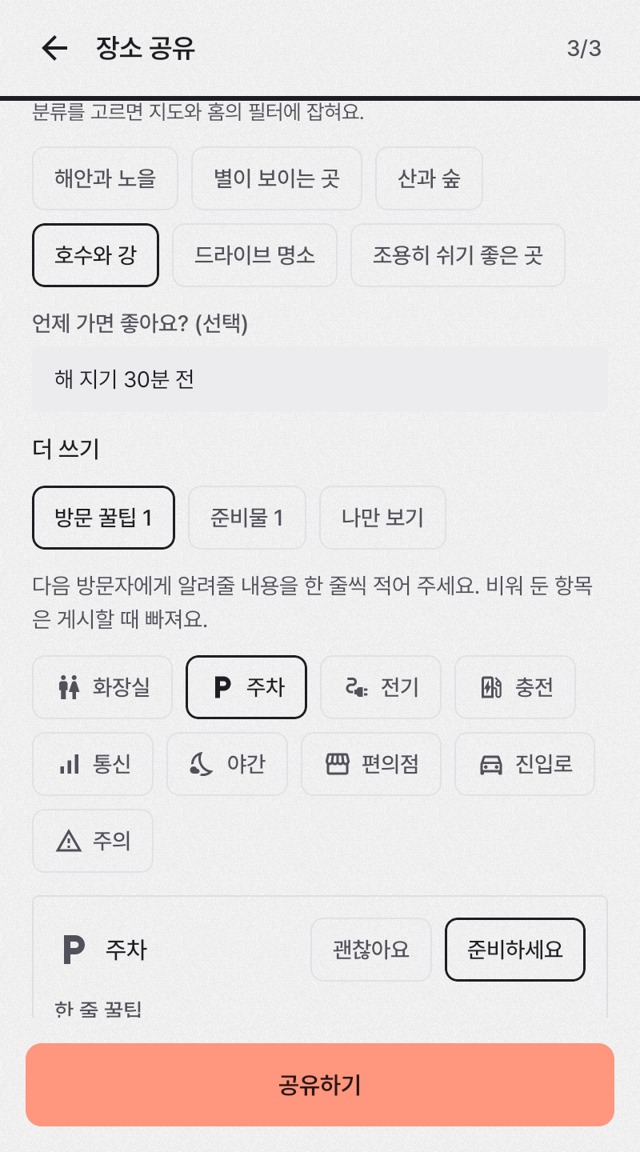 장소 공유 3/3
분류를 고르면 지도와 홈의 필터에 잡혀요.
해안과 노을 별이 보이는 곳 산과 숲
호수와 강 드라이브 명소 조용히 쉬기 좋은 곳
언제 가면 좋아요? (선택)
해 지기 30분 전
더 쓰기
방문 꿀팁 1 준비물 1 나만 보기
다음 방문자에게 알려줄 내용을 한 줄씩 적어 주세요. 비워 둔 항목
은 게시할 때 빠져요.
화장실 P 주차 전기 충전
통신 야간 편의점 진입로
주의
P 주차 괜찮아요 준비하세요
한 줄 꿀팁
공유하기